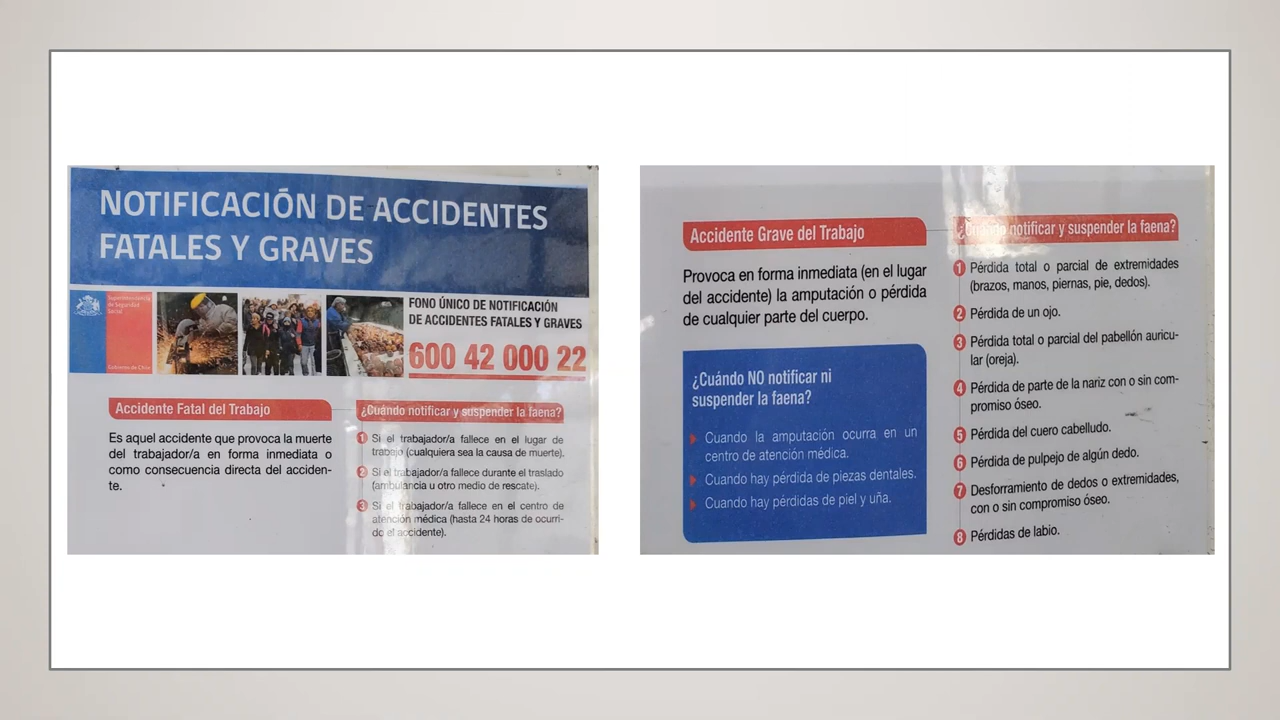 NOTIFICACIÓN DE ACCIDENTES
FATALES Y GRAVES
Superintendencia
de Seguridad
Social
Gobierno de Chile
FONO ÚNICO DE NOTIFICACIÓN
DE ACCIDENTES FATALES Y GRAVES
600 42 000 22
Accidente Fatal del Trabajo
Es aquel accidente que provoca la muerte
del trabajador/a en forma inmediata o
como consecuencia directa del acciden-
te.
¿Cuándo notificar y suspender la faena?
1 Si el trabajador/a fallece en el lugar de
trabajo (cualquiera sea la causa de muerte).
2 Si el trabajador/a fallece durante el traslado
(ambulancia u otro medio de rescate).
3 Si el trabajador/a fallece en el centro de
atención médica (hasta 24 horas de ocurri-
do el accidente).
Accidente Grave del Trabajo
Provoca en forma inmediata (en el lugar
del accidente) la amputación o pérdida
de cualquier parte del cuerpo.
¿Cuándo NO notificar ni
suspender la faena?
Cuando la amputación ocurra en un
centro de atención médica.
Cuando hay pérdida de piezas dentales.
Cuando hay pérdidas de piel y uña.
¿Cuándo notificar y suspender la faena?
1 Pérdida total o parcial de extremidades
(brazos, manos, piernas, pie, dedos).
2 Pérdida de un ojo.
3 Pérdida total o parcial del pabellón auricu-
lar (oreja).
4 Pérdida de parte de la nariz con o sin com-
promiso óseo.
5 Pérdida del cuero cabelludo.
6 Pérdida de pulpejo de algún dedo.
7 Desforramiento de dedos o extremidades,
con o sin compromiso óseo.
8 Pérdidas de labio.